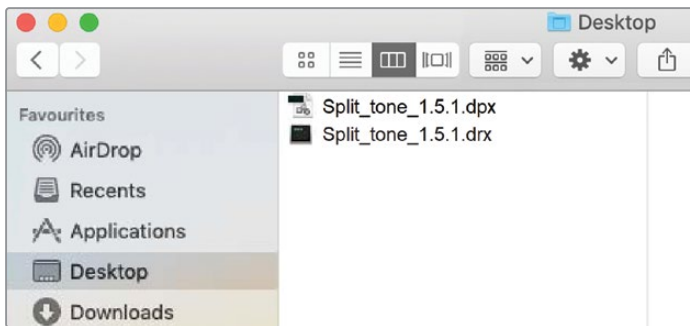 Desktop
Favourites
AirDrop
Recents
Applications
Desktop
Downloads
Split_tone_1.5.1.dpx
Split_tone_1.5.1.drx